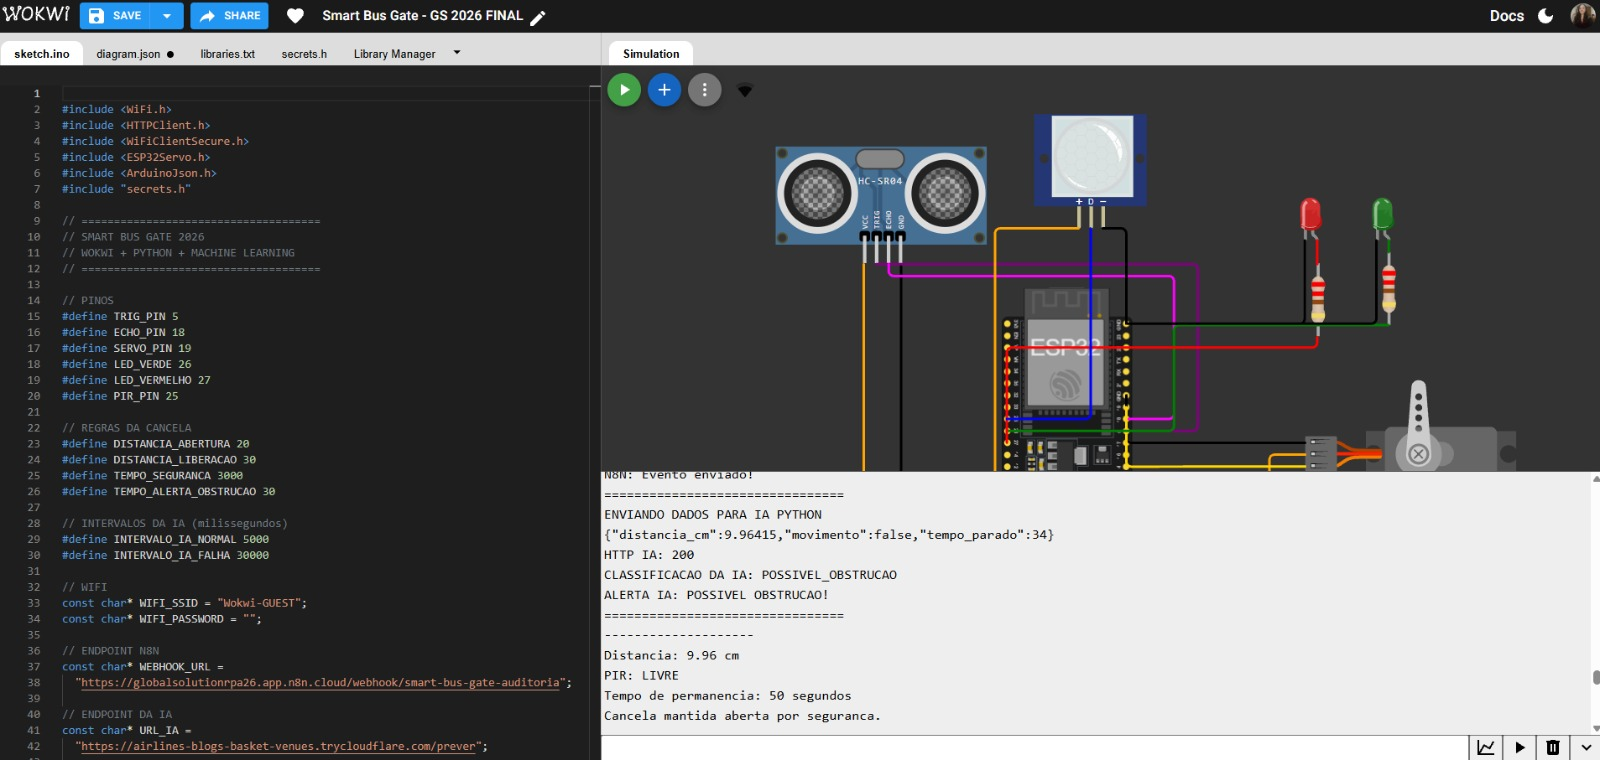 WOKWI
SAVE
SHARE
Smart Bus Gate - GS 2026 FINAL
Docs
sketch.ino
diagram.json
libraries.txt
secrets.h
Library Manager
Simulation
1
2 #include <WiFi.h>
3 #include <HTTPClient.h>
4 #include <WiFiClientSecure.h>
5 #include <ESP32Servo.h>
6 #include <ArduinoJson.h>
7 #include "secrets.h"
8
9 // =====================================
10 // SMART BUS GATE 2026
11 // WOKWI + PYTHON + MACHINE LEARNING
12 // =====================================
13
14 // PINOS
15 #define TRIG_PIN 5
16 #define ECHO_PIN 18
17 #define SERVO_PIN 19
18 #define LED_VERDE 26
19 #define LED_VERMELHO 27
20 #define PIR_PIN 25
21
22 // REGRAS DA CANCELA
23 #define DISTANCIA_ABERTURA 20
24 #define DISTANCIA_LIBERACAO 30
25 #define TEMPO_SEGURANCA 3000
26 #define TEMPO_ALERTA_OBSTRUCAO 30
27
28 // INTERVALOS DA IA (milissegundos)
29 #define INTERVALO_IA_NORMAL 5000
30 #define INTERVALO_IA_FALHA 30000
31
32 // WIFI
33 const char* WIFI_SSID = "Wokwi-GUEST";
34 const char* WIFI_PASSWORD = "";
35
36 // ENDPOINT N8N
37 const char* WEBHOOK_URL =
38 "https://globalsolutionrpa26.app.n8n.cloud/webhook/smart-bus-gate-auditoria";
39
40 // ENDPOINT DA IA
41 const char* URL_IA =
42 "https://airlines-blogs-basket-venues.trycloudflare.com/prever";
HC-SR04
VCC
TRIG
ECHO
GND
+ D −
ESP32
N8N: Evento enviado!
================================
ENVIANDO DADOS PARA IA PYTHON
{"distancia_cm":9.96415,"movimento":false,"tempo_parado":34}
HTTP IA: 200
CLASSIFICACAO DA IA: POSSIVEL_OBSTRUCAO
ALERTA IA: POSSIVEL OBSTRUCAO!
================================
--------------------
Distancia: 9.96 cm
PIR: LIVRE
Tempo de permanencia: 50 segundos
Cancela mantida aberta por seguranca.